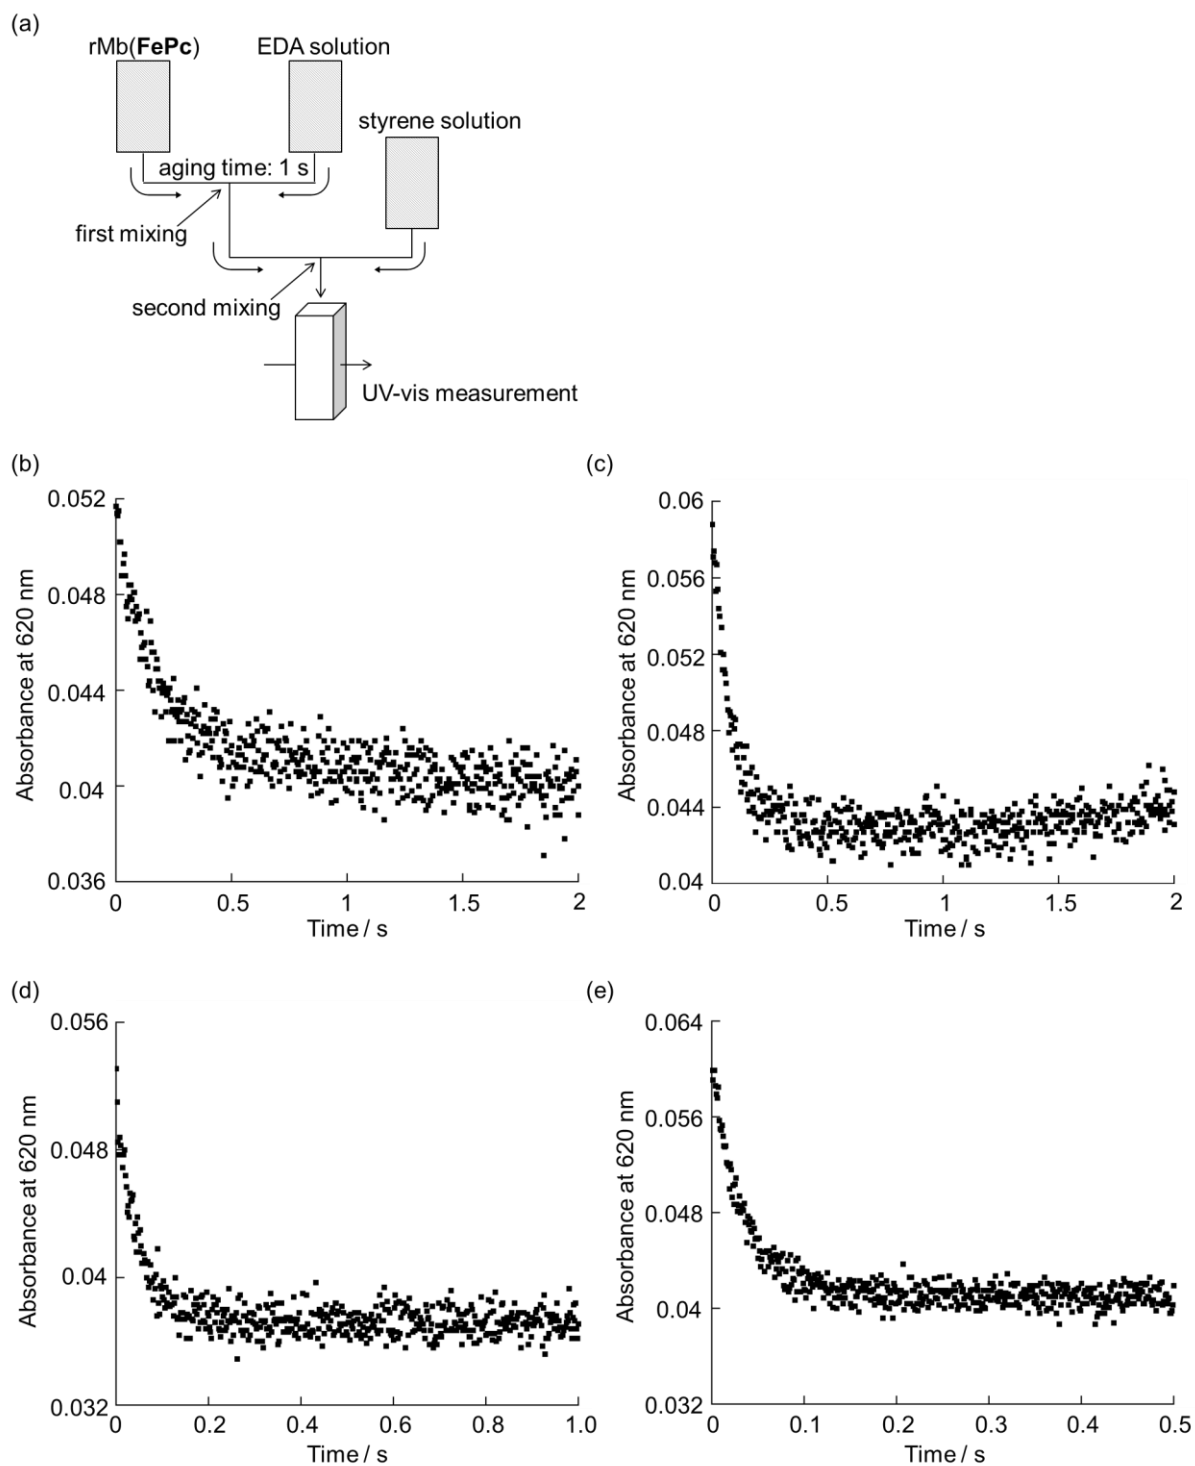 (a)
rMb(FePc)
EDA solution
styrene solution
aging time: 1 s
first mixing
second mixing
UV-vis measurement
(b)
Absorbance at 620 nm
0.052
0.048
0.044
0.04
0.036
0
0.5
1
1.5
2
Time / s
(c)
Absorbance at 620 nm
0.06
0.056
0.052
0.048
0.044
0.04
0
0.5
1
1.5
2
Time / s
(d)
Absorbance at 620 nm
0.056
0.048
0.04
0.032
0
0.2
0.4
0.6
0.8
1.0
Time / s
(e)
Absorbance at 620 nm
0.064
0.056
0.048
0.04
0.032
0
0.1
0.2
0.3
0.4
0.5
Time / s